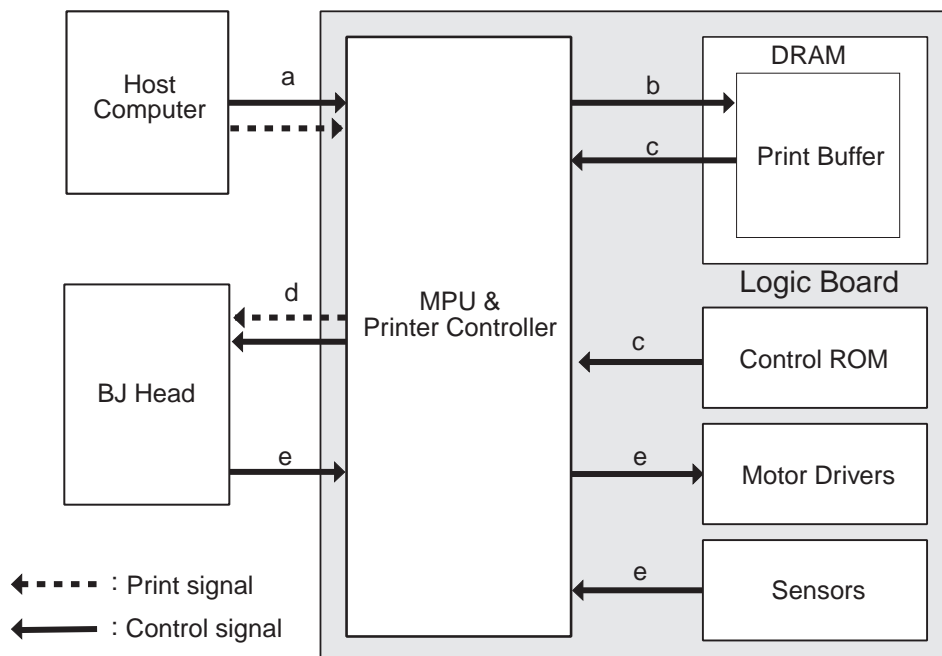 Host
Computer
a
b
DRAM
Print Buffer
c
Logic Board
MPU &
Printer Controller
d
BJ Head
e
c
Control ROM
e
Motor Drivers
e
Sensors
: Print signal
: Control signal